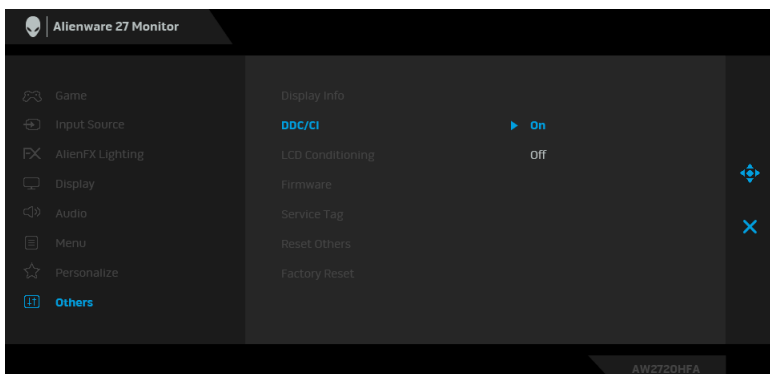 Alienware 27 Monitor
Game
Input Source
FX AlienFX Lighting
Display
Audio
Menu
Personalize
Others
Display Info
DDC/CI On
LCD Conditioning Off
Firmware
Service Tag
Reset Others
Factory Reset
AW2720HFA